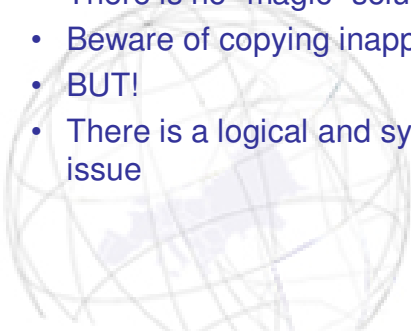 There is no "magic" solu
• Beware of copying inapp
• BUT!
• There is a logical and sy
issue